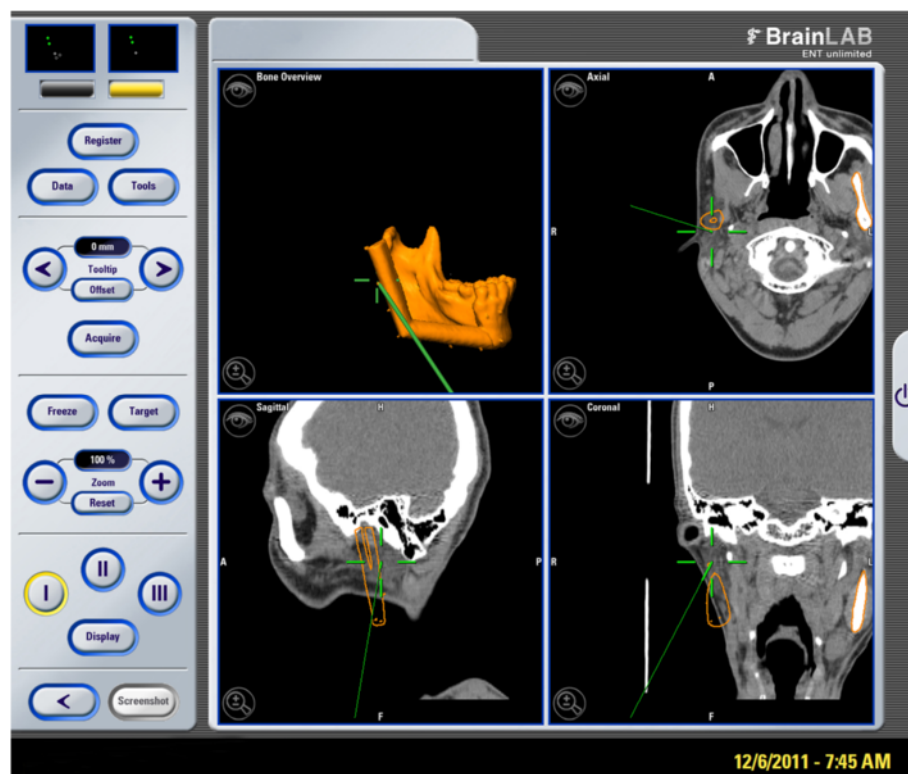 BrainLAB
ENT unlimited
Register
Data
Tools
0 mm
Tooltip
Offset
Acquire
Freeze
Target
100 %
Zoom
Reset
I
II
III
Display
Screenshot
Bone Overview
Axial
A
R
L
P
Sagittal
H
A
P
F
Coronal
H
R
L
F
12/6/2011 - 7:45 AM